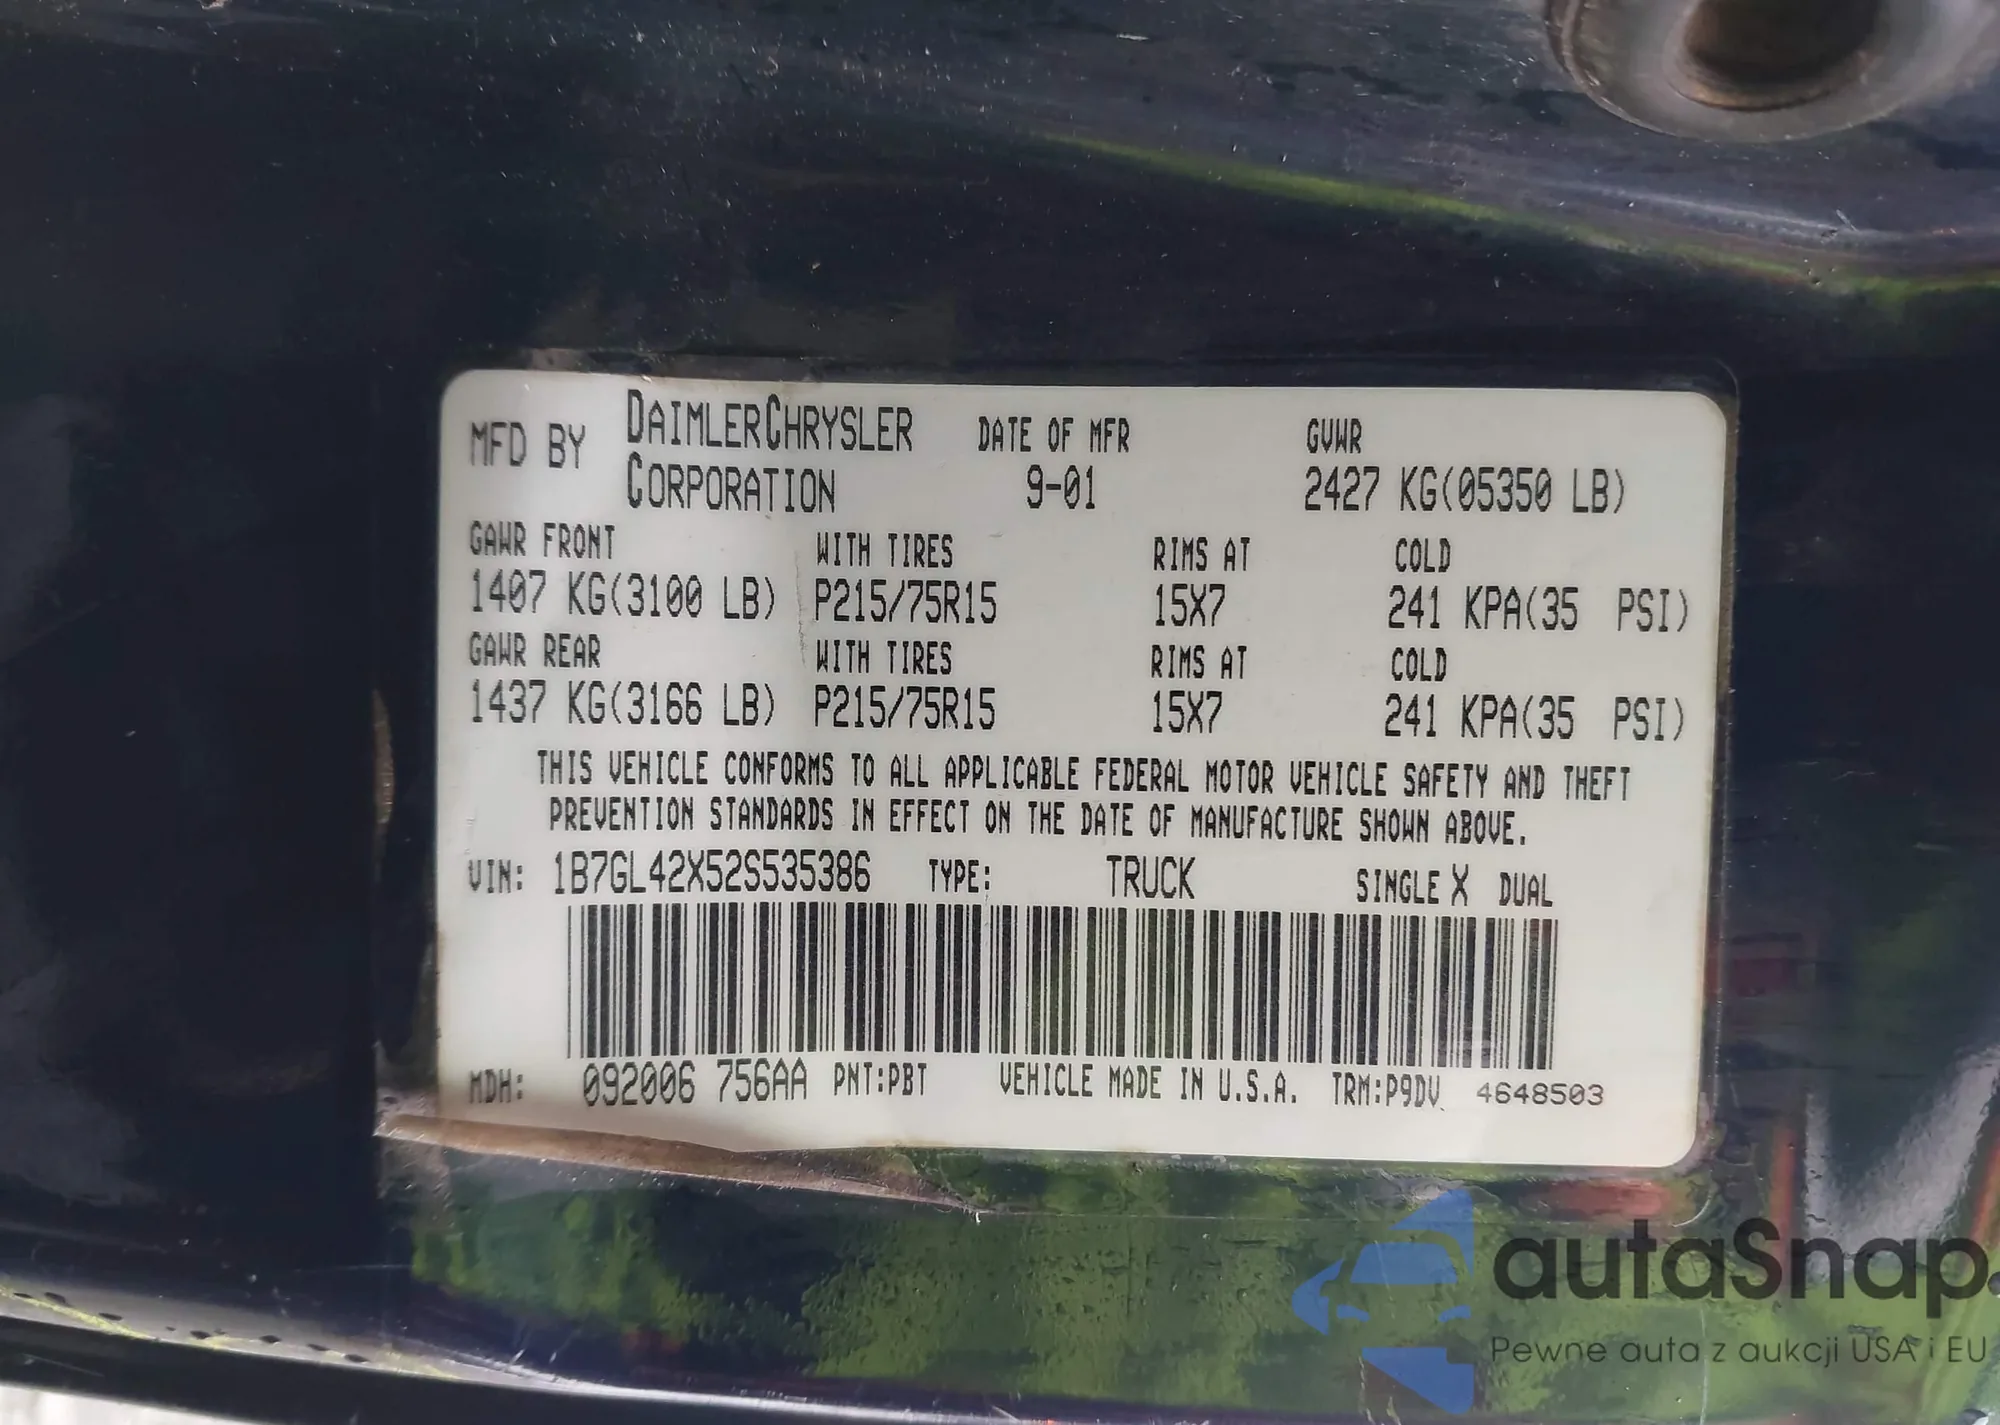 MFD BY DAIMLERCHRYSLER CORPORATION DATE OF MFR 9-01 GVWR 2427 KG(05350 LB)
GAWR FRONT WITH TIRES RIMS AT COLD
1407 KG(3100 LB) P215/75R15 15X7 241 KPA(35 PSI)
GAWR REAR WITH TIRES RIMS AT COLD
1437 KG(3166 LB) P215/75R15 15X7 241 KPA(35 PSI)
THIS VEHICLE CONFORMS TO ALL APPLICABLE FEDERAL MOTOR VEHICLE SAFETY AND THEFT
PREVENTION STANDARDS IN EFFECT ON THE DATE OF MANUFACTURE SHOWN ABOVE.
VIN: 1B7GL42X52S535386 TYPE: TRUCK SINGLE X DUAL
MDH: 092006 756AA PNT:PBT VEHICLE MADE IN U.S.A. TRM:P9DV 4648503
autaSnap.
Pewne auta z aukcji USA i EU